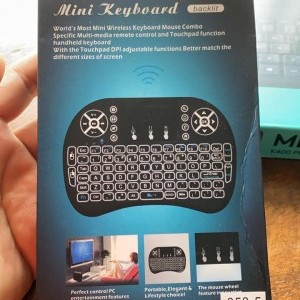 Mini Keyboard backlit
World's Most Mini Wireless Keyboard Mouse Combo
Specific Multi-media remote control and Touchpad function
handheld keyboard
With the Touchpad DPI adjustable functions Better match the
different sizes of screen
Perfect control PC
entertainment features
Portable, Elegant &
Lifestyle choice!
The mouse wheel
feature